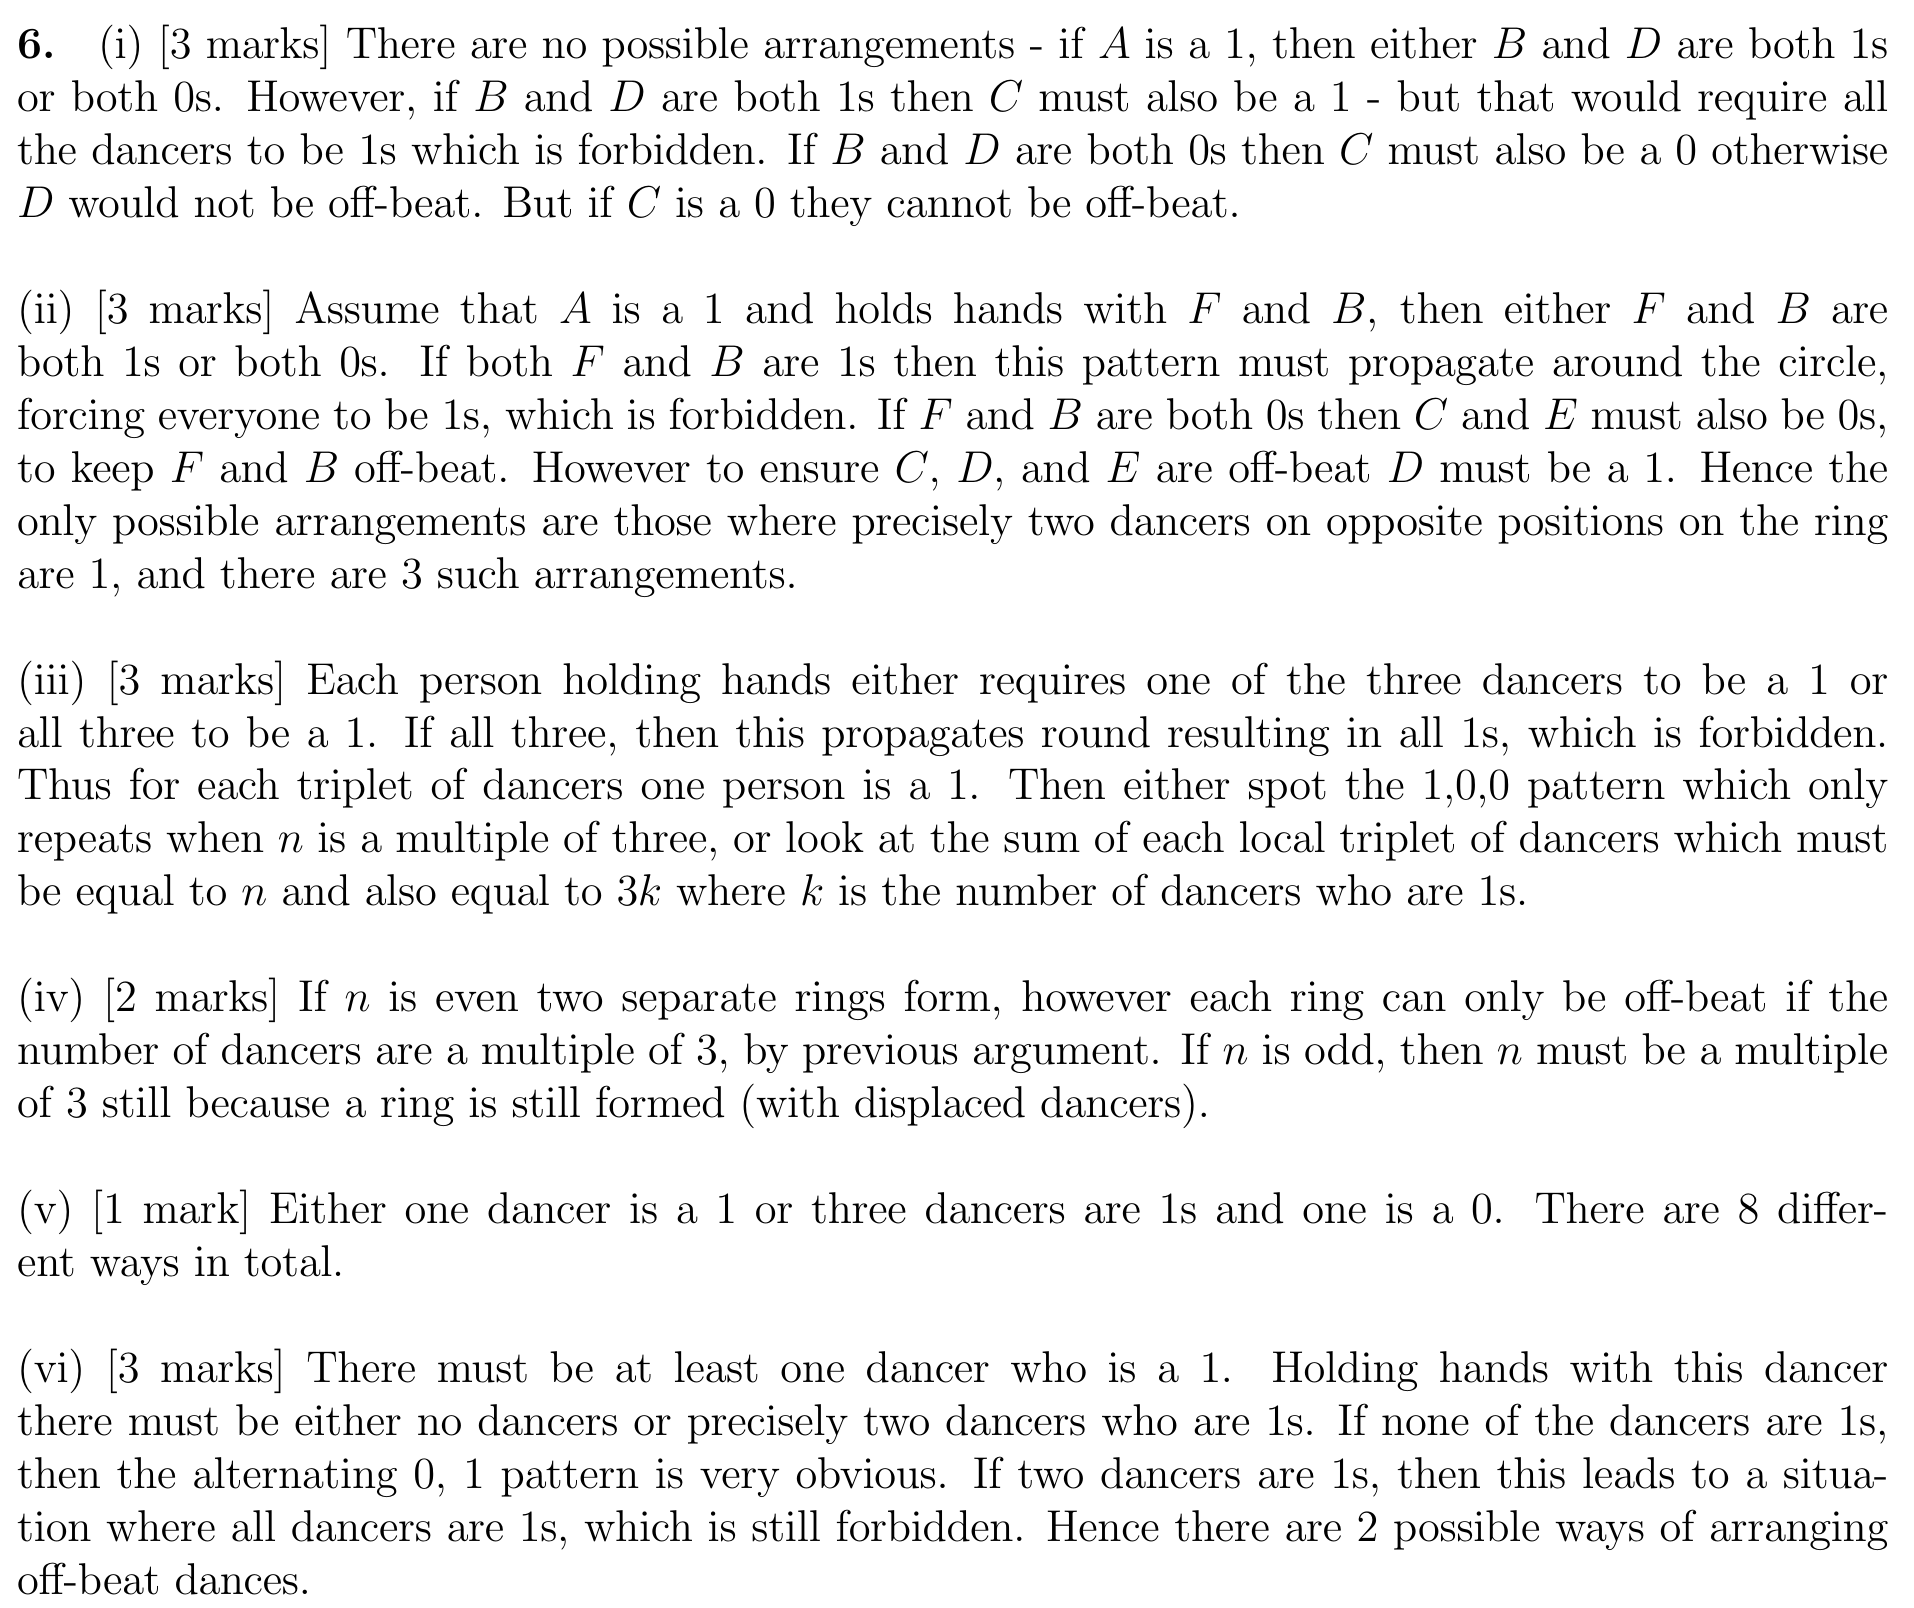 6. (i) [3 marks] There are no possible arrangements - if A is a 1, then either B and D are both 1s
or both 0s. However, if B and D are both 1s then C must also be a 1 - but that would require all
the dancers to be 1s which is forbidden. If B and D are both 0s then C must also be a 0 otherwise
D would not be off-beat. But if C is a 0 they cannot be off-beat.
(ii) [3 marks] Assume that A is a 1 and holds hands with F and B, then either F and B are
both 1s or both 0s. If both F and B are 1s then this pattern must propagate around the circle,
forcing everyone to be 1s, which is forbidden. If F and B are both 0s then C and E must also be 0s,
to keep F and B off-beat. However to ensure C, D, and E are off-beat D must be a 1. Hence the
only possible arrangements are those where precisely two dancers on opposite positions on the ring
are 1, and there are 3 such arrangements.
(iii) [3 marks] Each person holding hands either requires one of the three dancers to be a 1 or
all three to be a 1. If all three, then this propagates round resulting in all 1s, which is forbidden.
Thus for each triplet of dancers one person is a 1. Then either spot the 1,0,0 pattern which only
repeats when n is a multiple of three, or look at the sum of each local triplet of dancers which must
be equal to n and also equal to 3k where k is the number of dancers who are 1s.
(iv) [2 marks] If n is even two separate rings form, however each ring can only be off-beat if the
number of dancers are a multiple of 3, by previous argument. If n is odd, then n must be a multiple
of 3 still because a ring is still formed (with displaced dancers).
(v) [1 mark] Either one dancer is a 1 or three dancers are 1s and one is a 0. There are 8 differ-
ent ways in total.
(vi) [3 marks] There must be at least one dancer who is a 1. Holding hands with this dancer
there must be either no dancers or precisely two dancers who are 1s. If none of the dancers are 1s,
then the alternating 0, 1 pattern is very obvious. If two dancers are 1s, then this leads to a situa-
tion where all dancers are 1s, which is still forbidden. Hence there are 2 possible ways of arranging
off-beat dances.